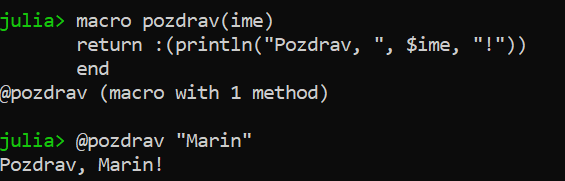 julia> macro pozdrav(ime)
       return :(println("Pozdrav, ", $ime, "!"))
       end
@pozdrav (macro with 1 method)
julia> @pozdrav "Marin"
Pozdrav, Marin!